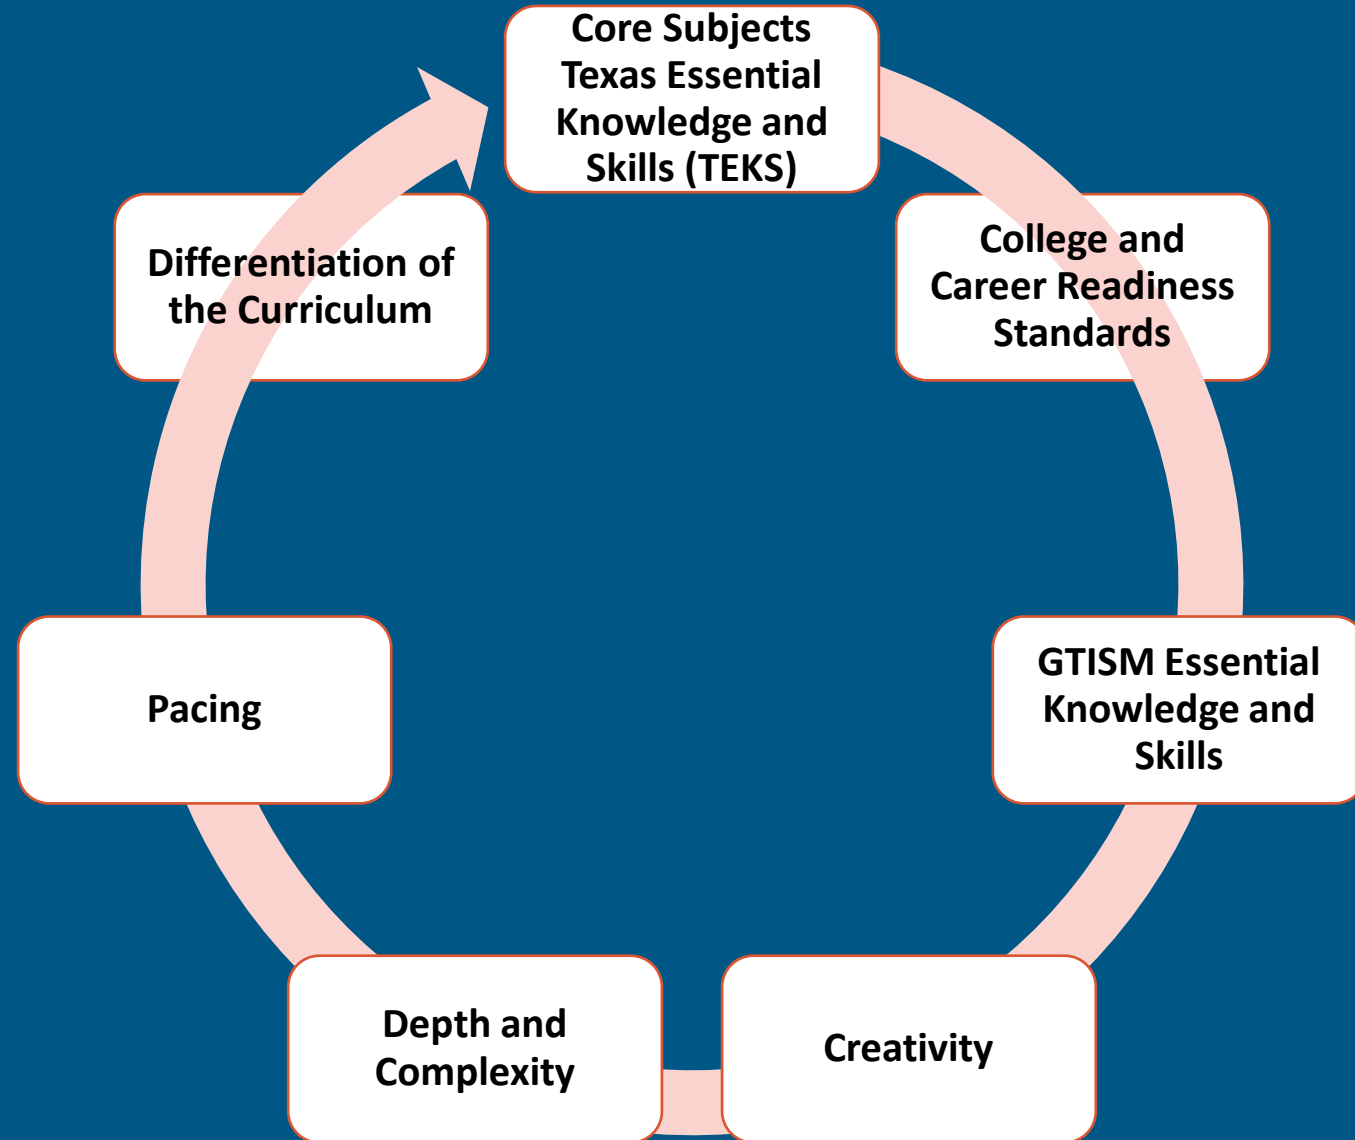 Core Subjects
Texas Essential
Knowledge and
Skills (TEKS)
College and
Career Readiness
Standards
GTISM Essential
Knowledge and
Skills
Creativity
Depth and
Complexity
Pacing
Differentiation of
the Curriculum